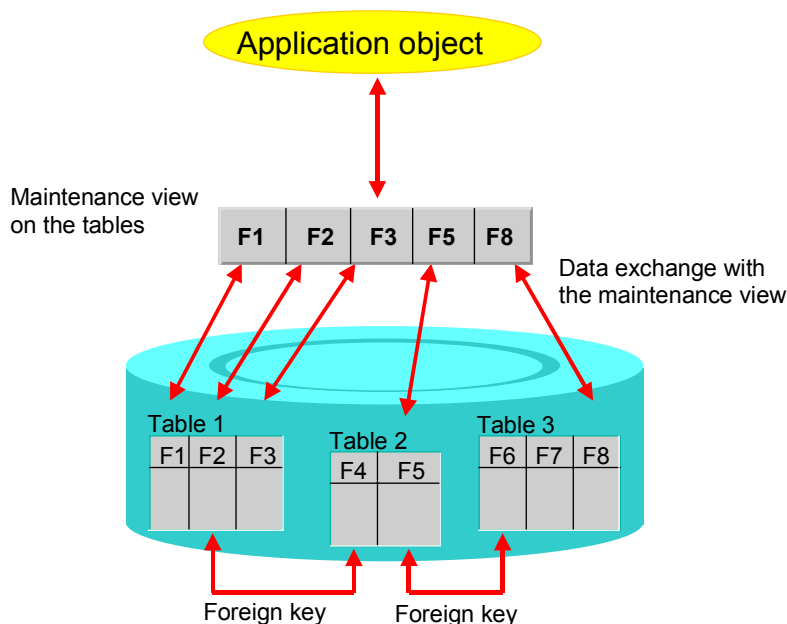 Application object
Maintenance view
on the tables
F1 F2 F3 F5 F8
Data exchange with
the maintenance view
Table 1
F1 F2 F3
Table 2
F4 F5
Table 3
F6 F7 F8
Foreign key
Foreign key